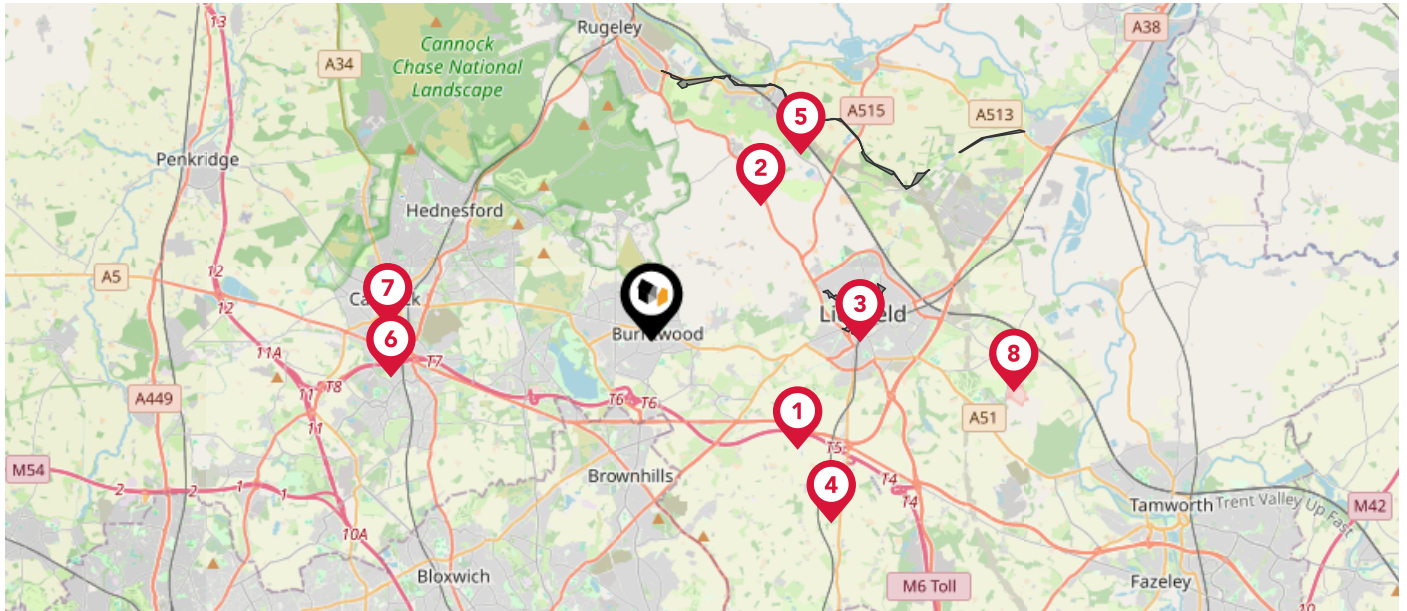 13
Rugeley
A38
A34
Cannock
Chase National
Landscape
A515
A513
5
Penkridge
2
Hednesford
12
A5
7
3
12
Burntwood
6
8
11A
T7
T8
11
T6
T6
A449
1
A51
11
T5
M54
Brownhills
4
T4
T4
2
2
1
1
Tamworth
Trent Valley Up Fast
M42
10A
Bloxwich
M6 Toll
Fazeley
10